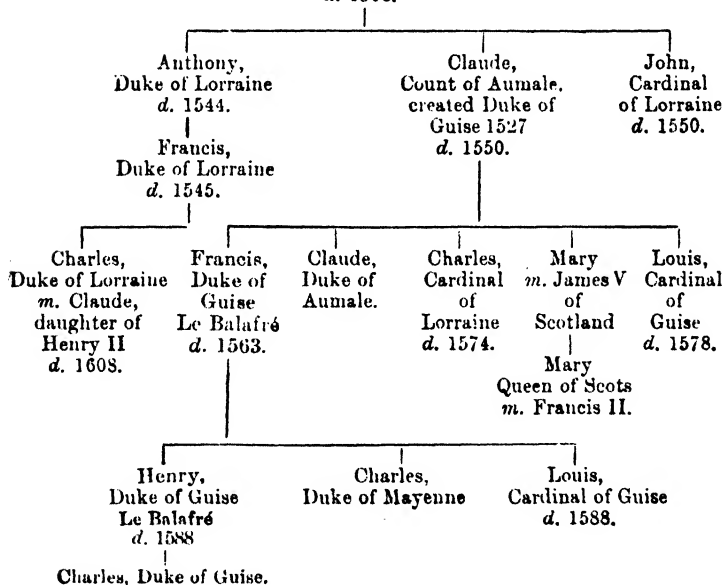 Anthony,
Duke of Lorraine
d. 1544.
Claude,
Count of Aumale,
created Duke of
Guise 1527
d. 1550.
John,
Cardinal
of Lorraine
d. 1550.
Francis,
Duke of Lorraine
d. 1545.
Charles,
Duke of Lorraine
m. Claude,
daughter of
Henry II
d. 1608.
Francis,
Duke of
Guise
Le Balafré
d. 1563.
Claude,
Duke of
Aumale.
Charles,
Cardinal
of
Lorraine
d. 1574.
Mary
m. James V
of
Scotland
Louis,
Cardinal
of
Guise
d. 1578.
Mary
Queen of Scots
m. Francis II.
Henry,
Duke of Guise
Le Balafré
d. 1588
Charles,
Duke of Mayenne
Louis,
Cardinal of Guise
d. 1588.
Charles, Duke of Guise.